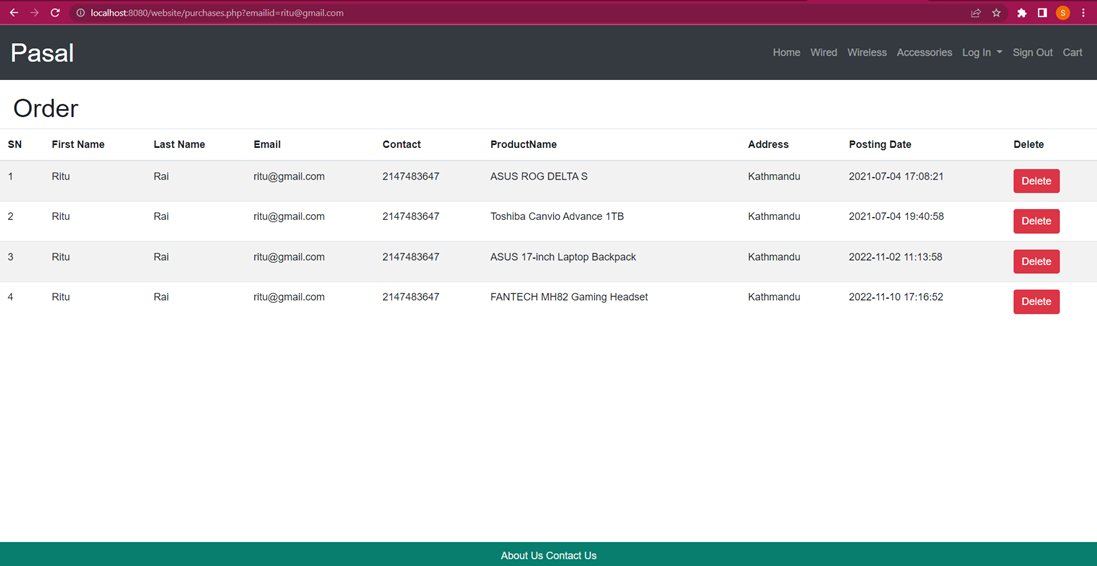 localhost:8080/website/purchases.php?emailid=ritu@gmail.com
S
Pasal
Home Wired Wireless Accessories Log In Sign Out Cart
Order
SN First Name Last Name Email Contact ProductName Address Posting Date Delete
1 Ritu Rai ritu@gmail.com 2147483647 ASUS ROG DELTA S Kathmandu 2021-07-04 17:08:21 Delete
2 Ritu Rai ritu@gmail.com 2147483647 Toshiba Canvio Advance 1TB Kathmandu 2021-07-04 19:40:58 Delete
3 Ritu Rai ritu@gmail.com 2147483647 ASUS 17-inch Laptop Backpack Kathmandu 2022-11-02 11:13:58 Delete
4 Ritu Rai ritu@gmail.com 2147483647 FANTECH MH82 Gaming Headset Kathmandu 2022-11-10 17:16:52 Delete
About Us Contact Us